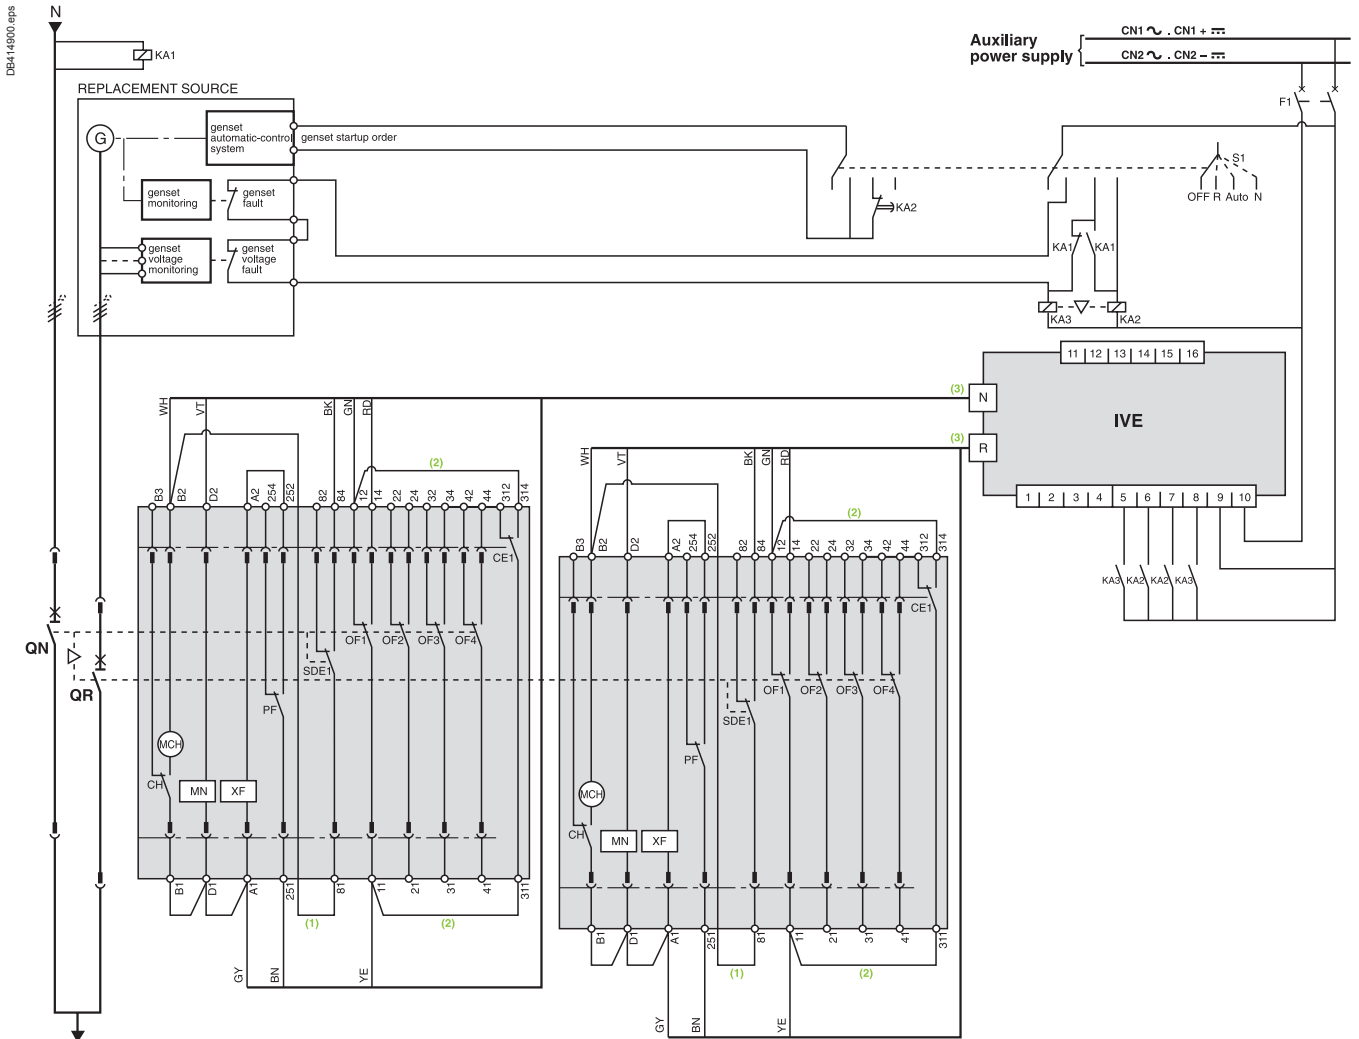 DB414900.eps
N
KA1
Auxiliary
power supply
CN1 . CN1 +
CN2 . CN2 –
F1
REPLACEMENT SOURCE
G
genset
automatic-control
system
genset startup order
genset
monitoring
genset
fault
genset
voltage
monitoring
genset
voltage
fault
KA2
S1
OFF R Auto N
KA1 KA1
KA3 KA2
11 12 13 14 15 16
(3) N
IVE
(3) R
1 2 3 4 5 6 7 8 9 10
KA3 KA2 KA2 KA3
WH VT BK GN RD
(2)
B3 B2 D2 A2 254 252 82 84 12 14 22 24 32 34 42 44 312 314
CE1
OF1 OF2 OF3 OF4
SDE1
PF
MCH
CH
MN
XF
B1 D1 A1 251 81 11 21 31 41 311
(1)
(2)
GY BN YE
QN
QR
WH VT BK GN RD
(2)
B3 B2 D2 A2 254 252 82 84 12 14 22 24 32 34 42 44 312 314
CE1
OF1 OF2 OF3 OF4
SDE1
PF
MCH
CH
MN
XF
B1 D1 A1 251 81 11 21 31 41 311
(1)
(2)
GY BN YE